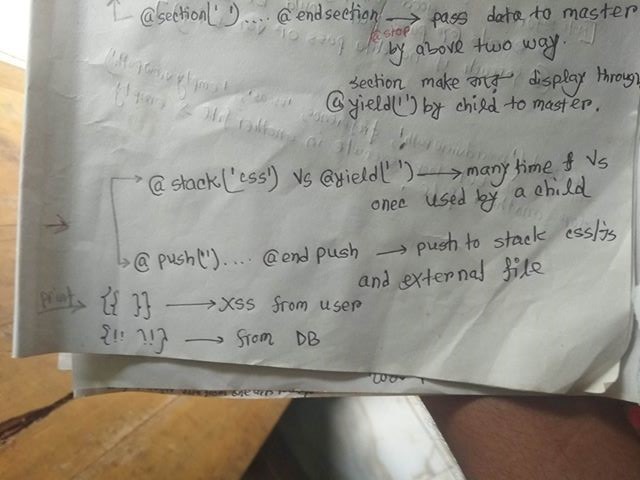 @section(' ').... @endsection → pass data to master
@stop
by above two way.
section make করে display through
@yield('') by child to master.
@stack('css') Vs @yield(' ') → many time & Vs
once used by a child
@push('').... @endpush → push to stack css/js
and external file
print → {{ }} → XSS from user
{!! !!} → from DB